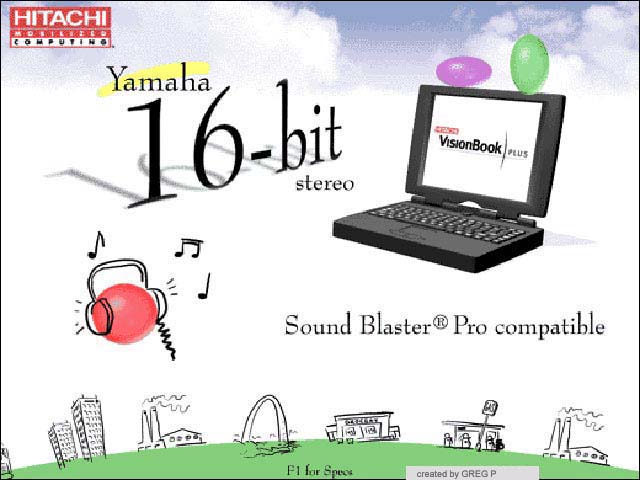 HITACHI
MOBILIZED
COMPUTING
Yamaha
16-bit
stereo
HITACHI
VISIONBOOK PLUS
Sound Blaster® Pro compatible
F1 for Specs
created by GREG P